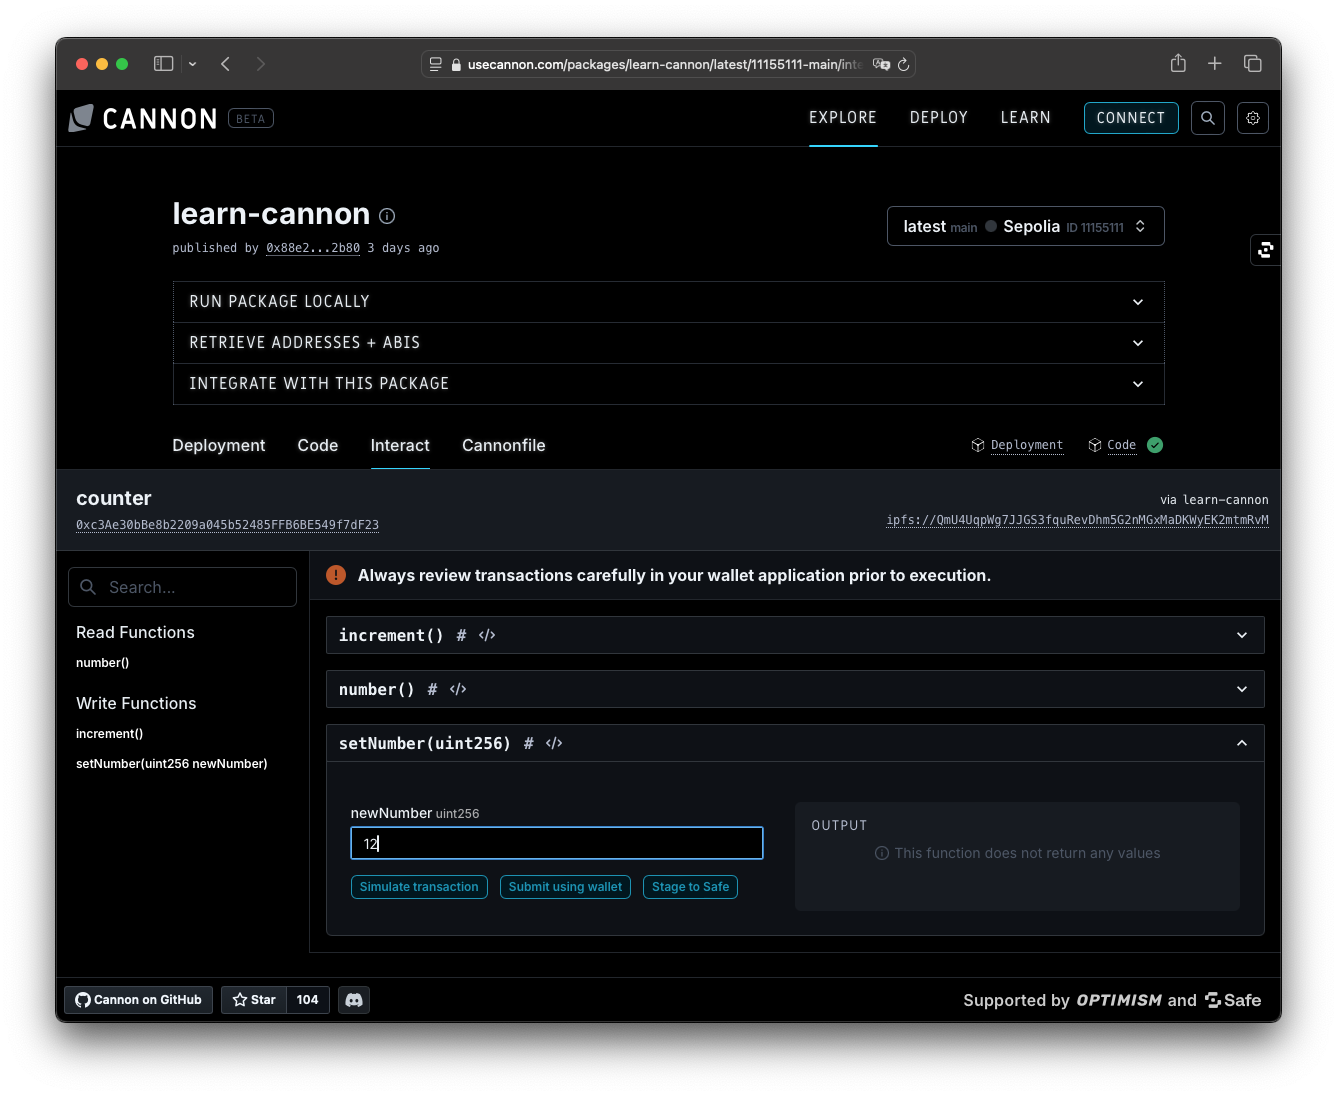 usecannon.com/packages/learn-cannon/latest/11155111-main/inte
CANNON BETA
EXPLORE DEPLOY LEARN CONNECT
learn-cannon
published by 0x88e2...2b80 3 days ago
latest main Sepolia ID 11155111
RUN PACKAGE LOCALLY
RETRIEVE ADDRESSES + ABIS
INTEGRATE WITH THIS PACKAGE
Deployment Code Interact Cannonfile
Deployment Code
counter
0xc3Ae30bBe8b2209a045b52485FFB6BE549f7dF23
via learn-cannon
ipfs://QmU4UqpWg7JJGS3fquRevDhm5G2nMGxMaDKWyEK2mtmRvM
Search...
Read Functions
number()
Write Functions
increment()
setNumber(uint256 newNumber)
Always review transactions carefully in your wallet application prior to execution.
increment() # </>
number() # </>
setNumber(uint256) # </>
newNumber uint256
12
Simulate transaction Submit using wallet Stage to Safe
OUTPUT
This function does not return any values
Cannon on GitHub Star 104
Supported by OPTIMISM and Safe